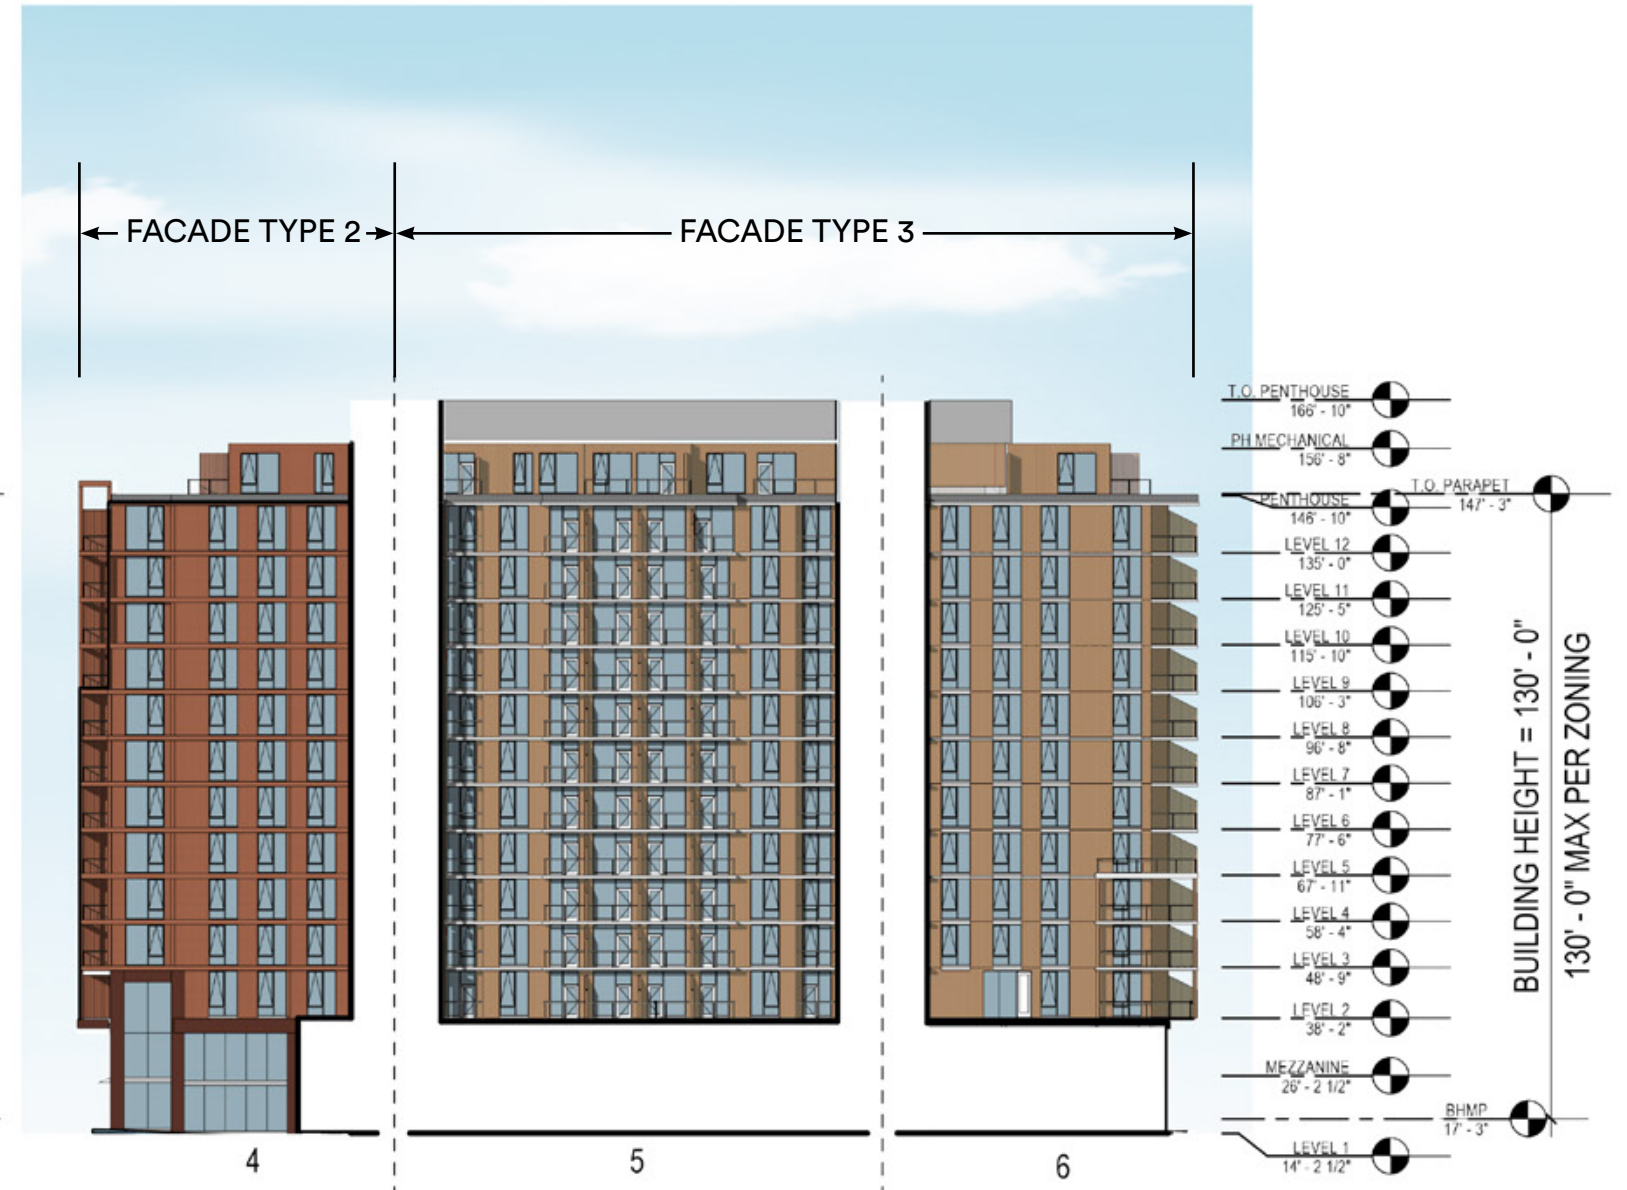 FACADE TYPE 2
FACADE TYPE 3
T.O. PENTHOUSE
166' - 10"
PH MECHANICAL
156' - 8"
T.O. PARAPET
147' - 3"
PENTHOUSE
146' - 10"
LEVEL 12
135' - 0"
LEVEL 11
125' - 5"
LEVEL 10
115' - 10"
LEVEL 9
106' - 3"
LEVEL 8
96' - 8"
LEVEL 7
87' - 1"
LEVEL 6
77' - 6"
LEVEL 5
67' - 11"
LEVEL 4
58' - 4"
LEVEL 3
48' - 9"
LEVEL 2
38' - 2"
MEZZANINE
26' - 2 1/2"
BHMP
17' - 3"
LEVEL 1
14' - 2 1/2"
BUILDING HEIGHT = 130' - 0"
130' - 0" MAX PER ZONING
4
5
6